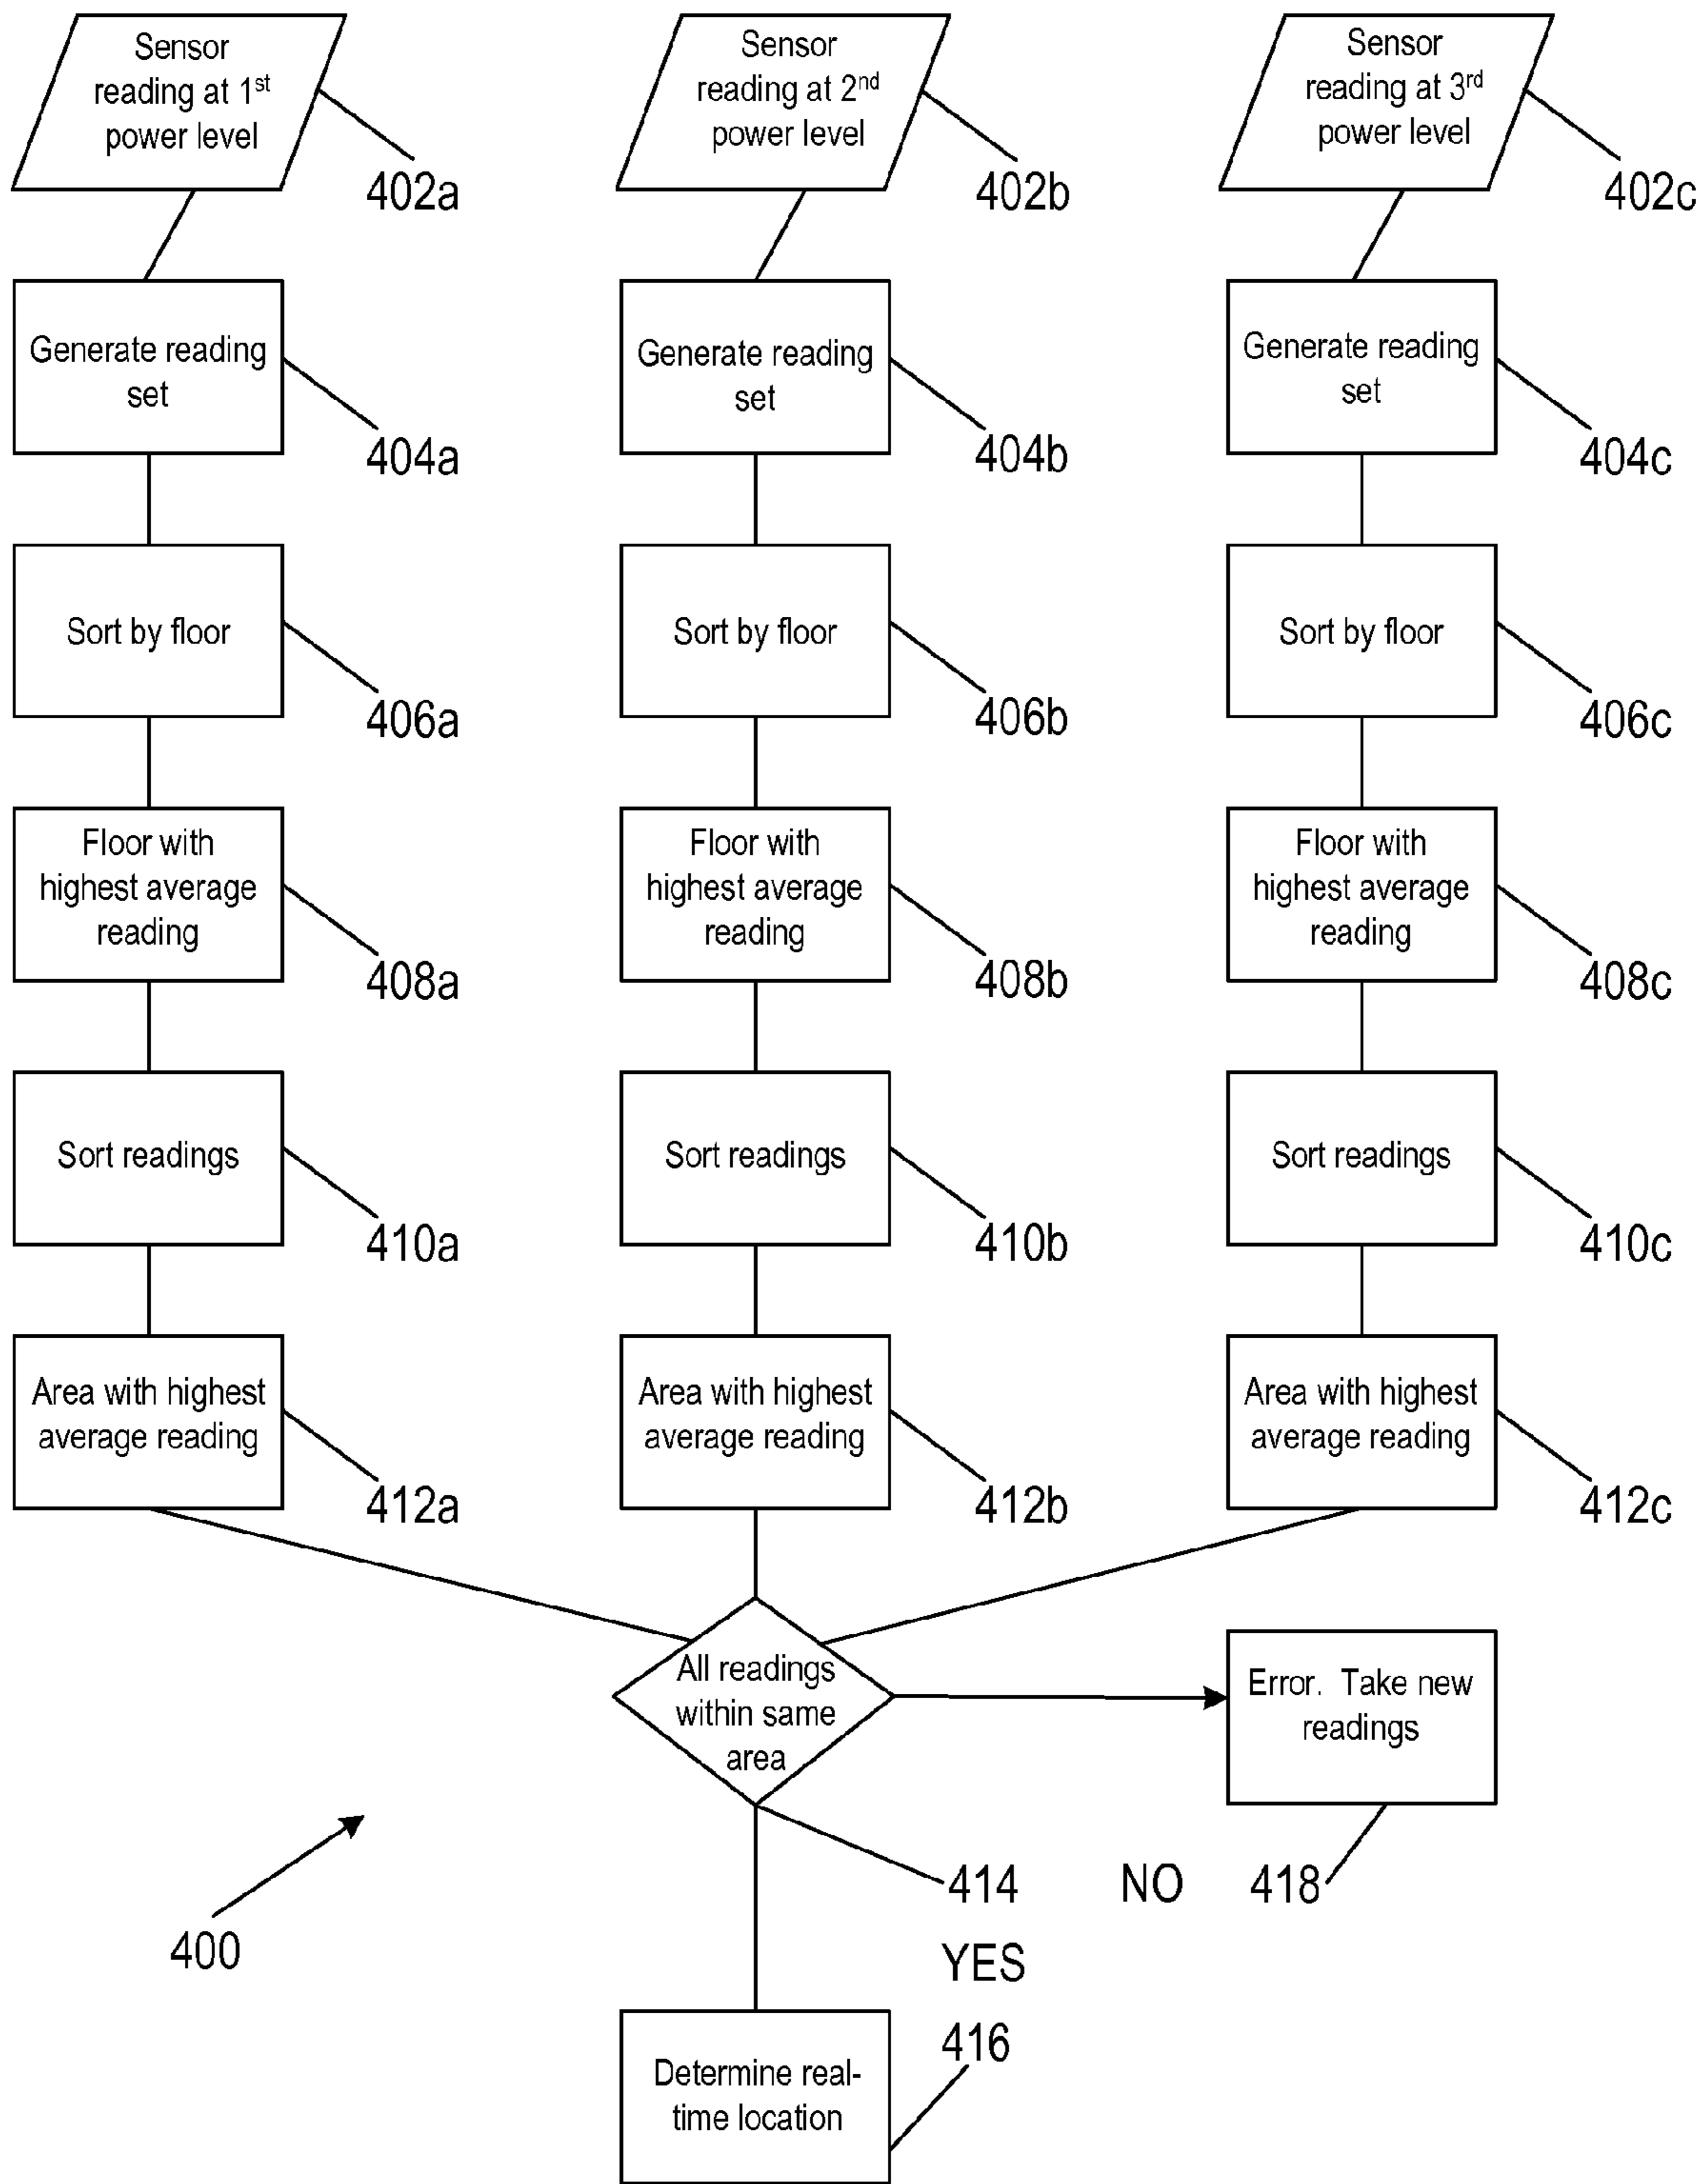 Sensor
reading at 1st
power level
402a
Sensor
reading at 2nd
power level
402b
Sensor
reading at 3rd
power level
402c
Generate reading
set
404a
Generate reading
set
404b
Generate reading
set
404c
Sort by floor
406a
Sort by floor
406b
Sort by floor
406c
Floor with
highest average
reading
408a
Floor with
highest average
reading
408b
Floor with
highest average
reading
408c
Sort readings
410a
Sort readings
410b
Sort readings
410c
Area with highest
average reading
412a
Area with highest
average reading
412b
Area with highest
average reading
412c
All readings
within same
area
Error. Take new
readings
414
NO
418
400
YES
416
Determine real-
time location